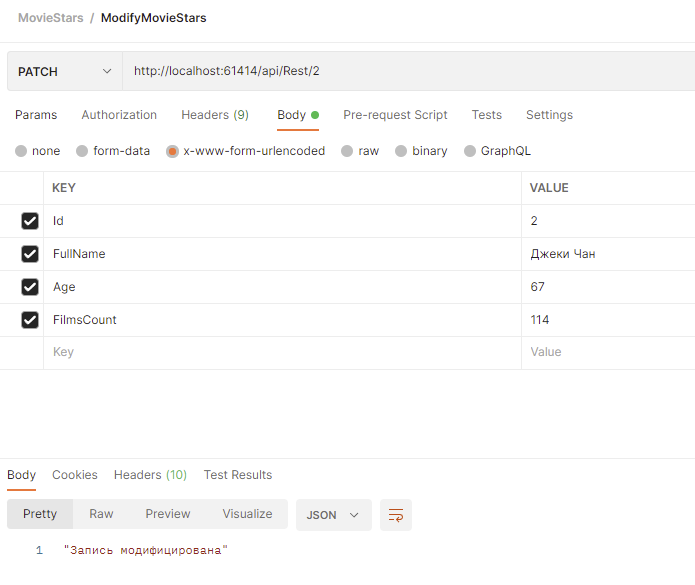 MovieStars / ModifyMovieStars
PATCH http://localhost:61414/api/Rest/2
Params Authorization Headers (9) Body Pre-request Script Tests Settings
none form-data x-www-form-urlencoded raw binary GraphQL
KEY VALUE
Id 2
FullName Джеки Чан
Age 67
FilmsCount 114
Key Value
Body Cookies Headers (10) Test Results
Pretty Raw Preview Visualize JSON
1 "Запись модифицирована"